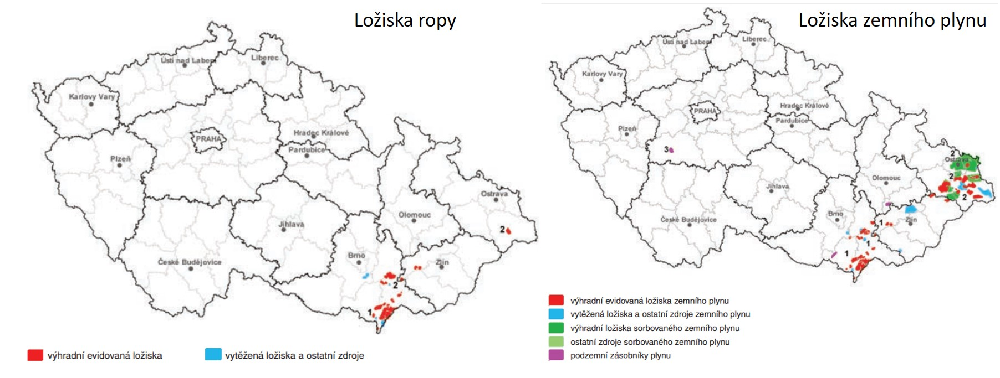 Ložiska ropy
Ústí nad Labem
Liberec
Karlovy Vary
PRAHA
Hradec Králové
Pardubice
Plzeň
Ostrava
Olomouc
Jihlava
2
Brno
České Budějovice
Zlín
2
1
výhradní evidovaná ložiska
vytěžená ložiska a ostatní zdroje
Ložiska zemního plynu
Ústí nad Labem
Liberec
Karlovy Vary
Hradec Králové
PRAHA
Pardubice
Plzeň
3
2
Ostrava
2
Olomouc
Jihlava
2
Brno
České Budějovice
Zlín
1
1
1
výhradní evidovaná ložiska zemního plynu
vytěžená ložiska a ostatní zdroje zemního plynu
výhradní ložiska sorbovaného zemního plynu
ostatní zdroje sorbovaného zemního plynu
podzemní zásobníky plynu